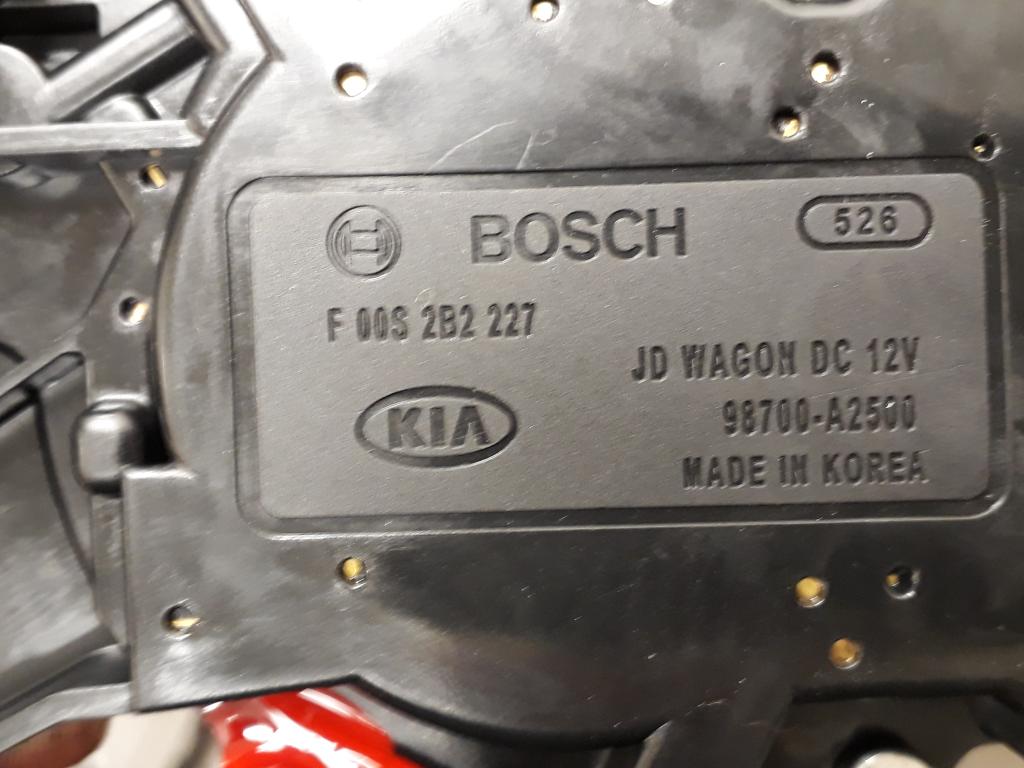 BOSCH
526
F 00S 2B2 227
JD WAGON DC 12V
KIA
98700-A2500
MADE IN KOREA